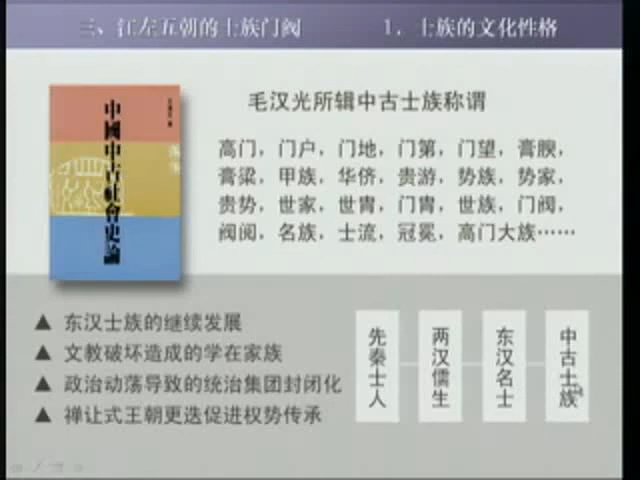 三、江左五朝的士族门阀
1．士族的文化性格
中國中古社會史論
毛汉光所辑中古士族称谓
高门，门户，门地，门第，门望，膏腴，
膏粱，甲族，华侨，贵游，势族，势家，
贵势，世家，世胄，门胄，世族，门阀，
阀阅，名族，士流，冠冕，高门大族……
▲ 东汉士族的继续发展
▲ 文教破坏造成的学在家族
▲ 政治动荡导致的统治集团封闭化
▲ 禅让式王朝更迭促进权势传承
先秦士人
两汉儒生
东汉名士
中古士族